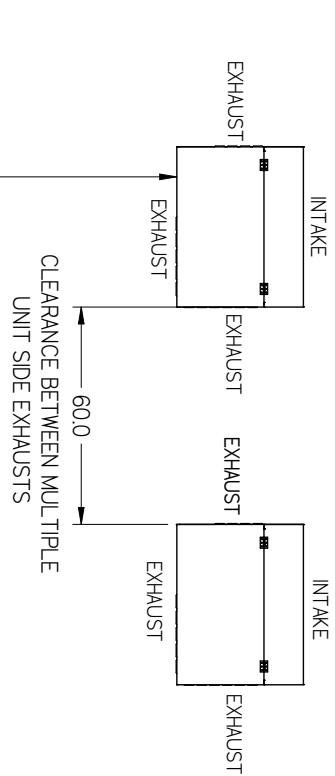 INTAKE
INTAKE
EXHAUST
EXHAUST
EXHAUST
EXHAUST
EXHAUST
EXHAUST
60.0
CLEARANCE BETWEEN MULTIPLE
UNIT SIDE EXHAUSTS